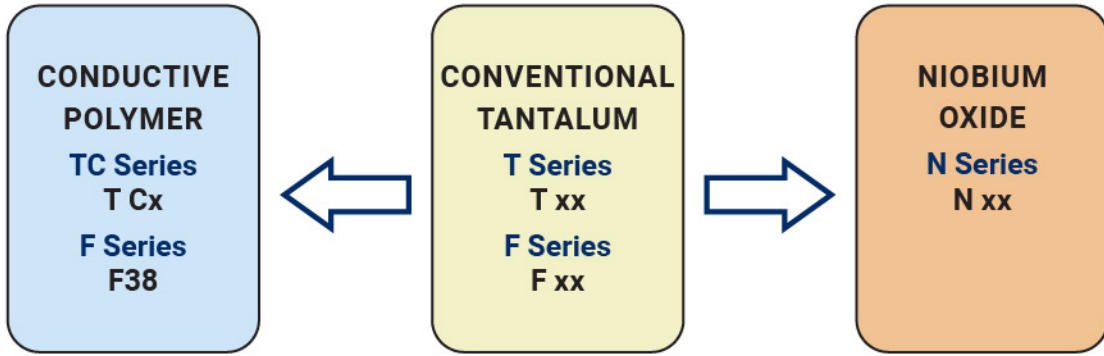 CONDUCTIVE
POLYMER
TC Series
T Cx
F Series
F38
CONVENTIONAL
TANTALUM
T Series
T xx
F Series
F xx
NIOBIUM
OXIDE
N Series
N xx